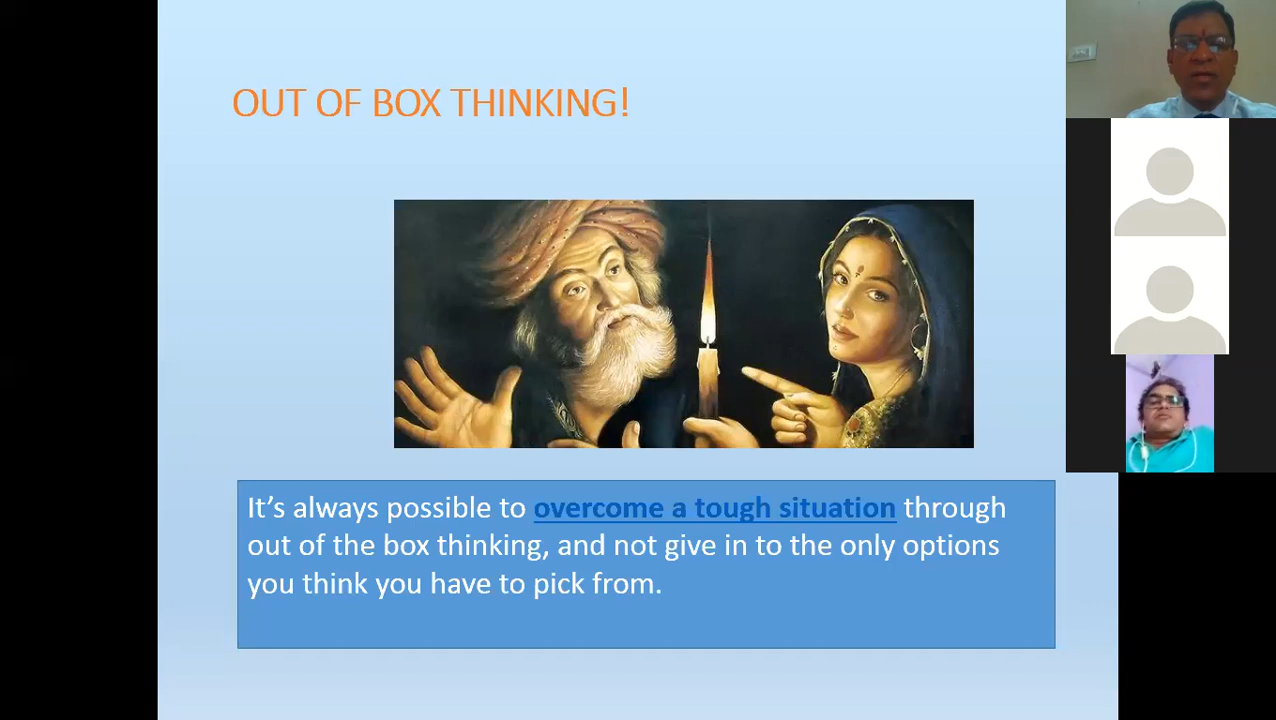 OUT OF BOX THINKING!
It’s always possible to overcome a tough situation through
out of the box thinking, and not give in to the only options
you think you have to pick from.